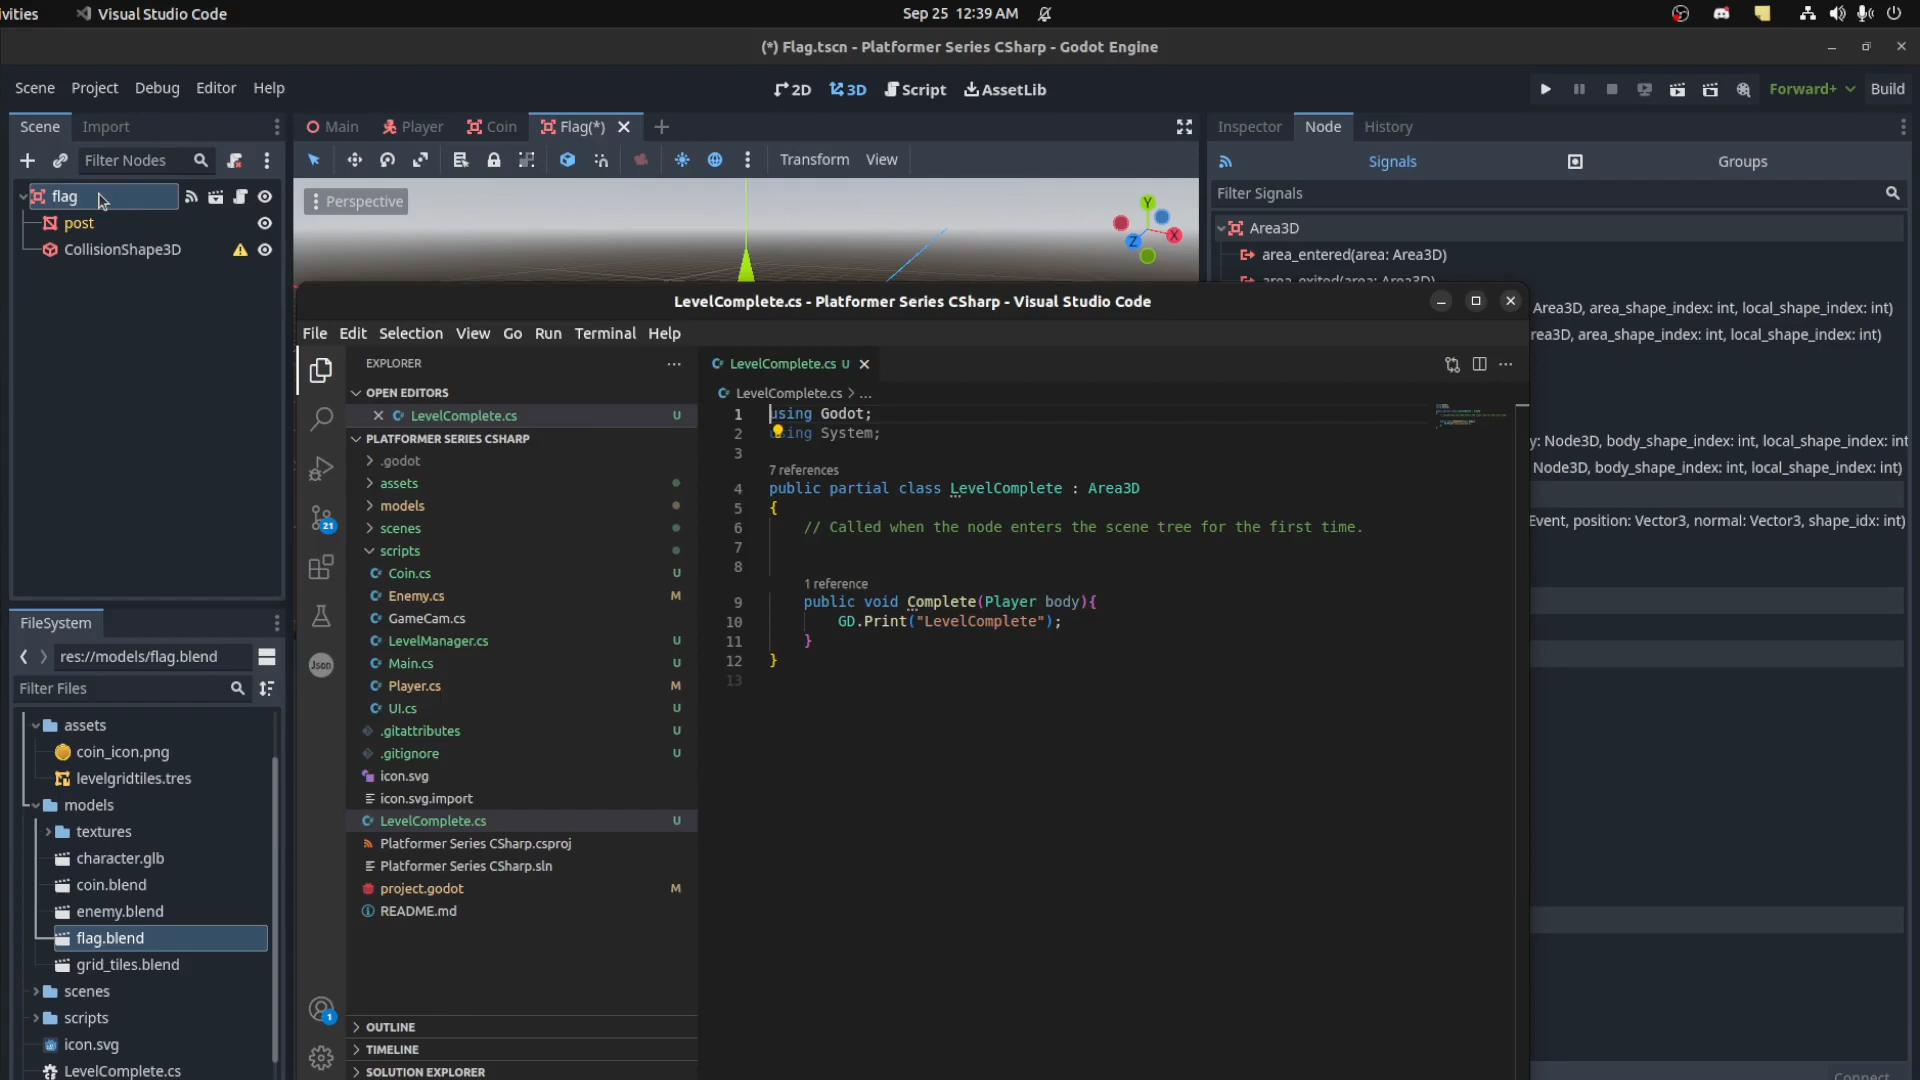 ivities
Visual Studio Code
Sep 25 12:39 AM
(*) Flag.tscn - Platformer Series CSharp - Godot Engine
Scene Project Debug Editor Help
2D 3D Script AssetLib
Forward+ Build
Scene Import
Main Player Coin Flag(*)
Inspector Node History
Filter Nodes
Transform View
Signals Groups
Filter Signals
flag
post
CollisionShape3D
Perspective
Y
X
Z
Area3D
area_entered(area: Area3D)
area_exited(area: Area3D)
Area3D, area_shape_index: int, local_shape_index: int)
rea3D, area_shape_index: int, local_shape_index: int)
y: Node3D, body_shape_index: int, local_shape_index: int
Node3D, body_shape_index: int, local_shape_index: int)
Event, position: Vector3, normal: Vector3, shape_idx: int)
LevelComplete.cs - Platformer Series CSharp - Visual Studio Code
File Edit Selection View Go Run Terminal Help
EXPLORER
OPEN EDITORS
LevelComplete.cs U
PLATFORMER SERIES CSHARP
.godot
assets
models
scenes
scripts
Coin.cs U
Enemy.cs M
GameCam.cs
LevelManager.cs U
Main.cs U
Player.cs M
UI.cs U
.gitattributes U
.gitignore U
icon.svg
icon.svg.import
LevelComplete.cs U
Platformer Series CSharp.csproj
Platformer Series CSharp.sln
project.godot M
README.md
OUTLINE
TIMELINE
SOLUTION EXPLORER
21
Json
1
LevelComplete.cs U
LevelComplete.cs > ...
1 using Godot;
2 using System;
3
7 references
4 public partial class LevelComplete : Area3D
5 {
6 // Called when the node enters the scene tree for the first time.
7
8
1 reference
9 public void Complete(Player body){
10 GD.Print("LevelComplete");
11 }
12 }
13
FileSystem
res://models/flag.blend
Filter Files
assets
coin_icon.png
levelgridtiles.tres
models
textures
character.glb
coin.blend
enemy.blend
flag.blend
grid_tiles.blend
scenes
scripts
icon.svg
LevelComplete.cs
Connect